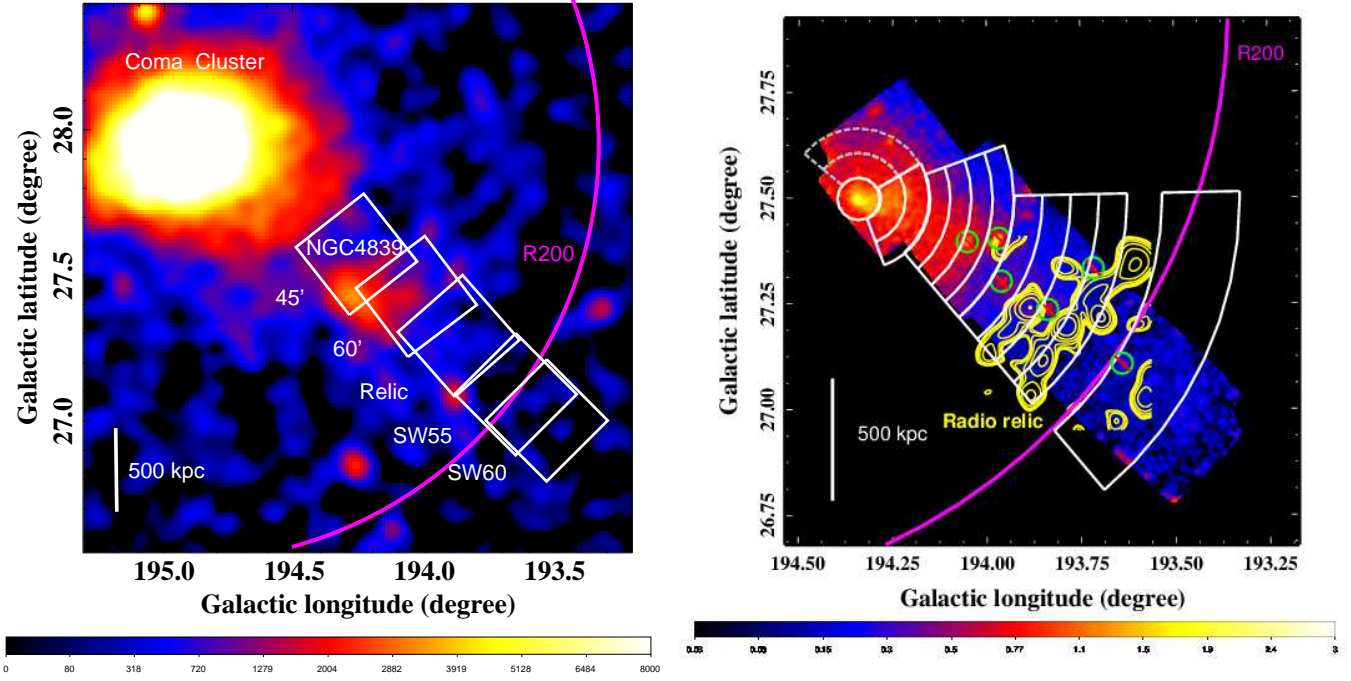 Coma Cluster
R200
NGC4839
45’
60’
Relic
SW55
SW60
500 kpc
28.0
27.5
27.0
Galactic latitude (degree)
195.0 194.5 194.0 193.5
Galactic longitude (degree)
0 80 318 720 1279 2004 2882 3919 5128 6484 8000
R200
Radio relic
500 kpc
27.75
27.50
27.25
27.00
26.75
Galactic latitude (degree)
194.50 194.25 194.00 193.75 193.50 193.25
Galactic longitude (degree)
0.15 0.3 0.5 0.77 1.1 1.5 1.9 2.4 3